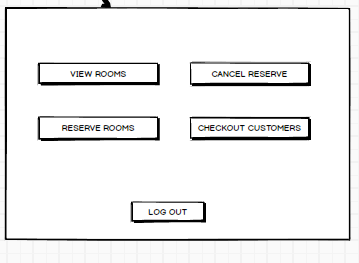 VIEW ROOMS
CANCEL RESERVE
RESERVE ROOMS
CHECKOUT CUSTOMERS
LOG OUT